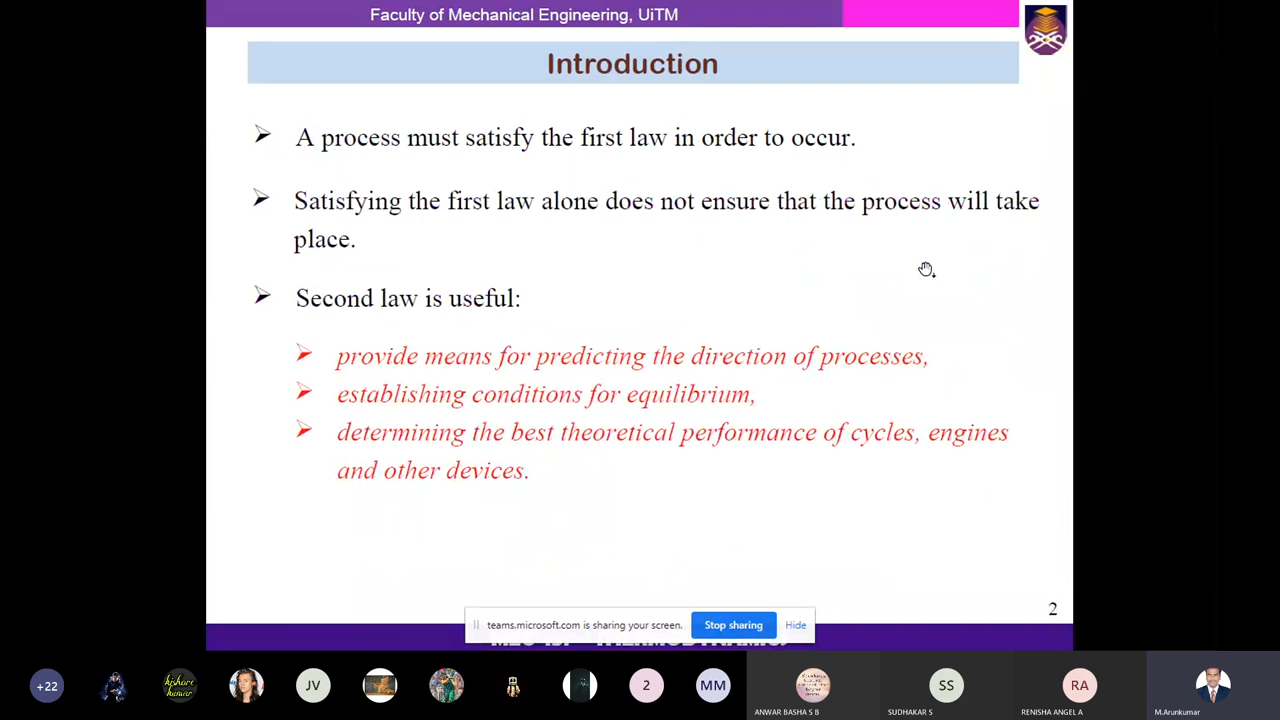 Faculty of Mechanical Engineering, UiTM
Introduction
A process must satisfy the first law in order to occur.
Satisfying the first law alone does not ensure that the process will take
place.
Second law is useful:
provide means for predicting the direction of processes,
establishing conditions for equilibrium,
determining the best theoretical performance of cycles, engines
and other devices.
2
teams.microsoft.com is sharing your screen.
Stop sharing
Hide
+22
kishore
kumar
JV
2
MM
SS
RA
ANWAR BASHA S B
SUDHAKAR S
RENISHA ANGEL A
M.Arunkumar